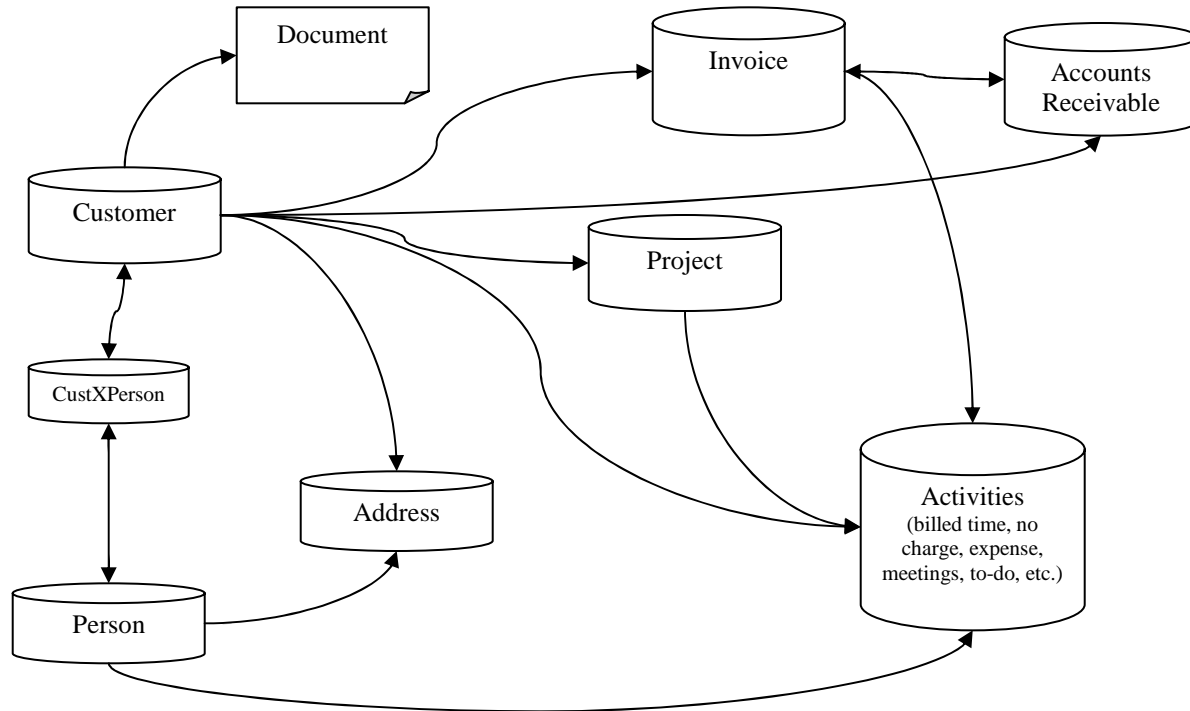 Document
Invoice
Accounts
Receivable
Customer
Project
CustXPerson
Address
Activities
(billed time, no
charge, expense,
meetings, to-do, etc.)
Person